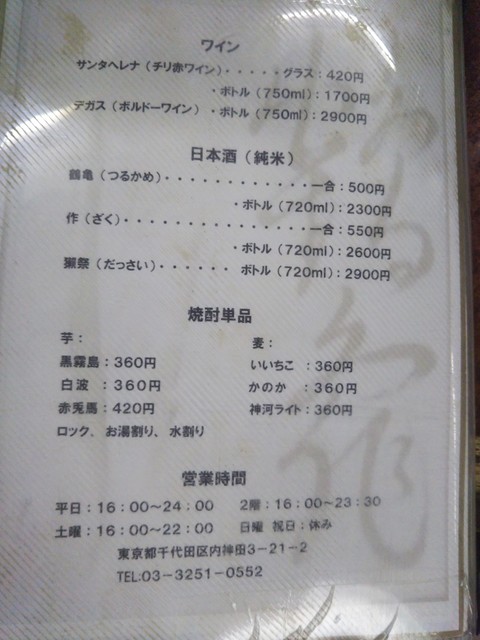 ワイン
サンタヘレナ（チリ赤ワイン）・・・・・グラス：420円
・ボトル（750ml）：1700円
デガス（ボルドーワイン）・ボトル（750ml）：2900円
日本酒（純米）
鶴亀（つるかめ）・・・・・・・・・・・・一合：500円
・ボトル（720ml）：2300円
作（ざく）・・・・・・・・・・・・・・・一合：550円
・ボトル（720ml）：2600円
獺祭（だっさい）・・・・・・ ボトル（720ml）：2900円
焼酎単品
芋： 麦：
黒霧島：360円 いいちこ ：360円
白波 ：360円 かのか ：360円
赤兎馬：420円 神河ライト：360円
ロック、お湯割り、水割り
営業時間
平日：16：00～24：00 2階：16：00～23：30
土曜：16：00～22：00 日曜 祝日：休み
東京都千代田区内神田3－21－2
TEL:03－3251－0552